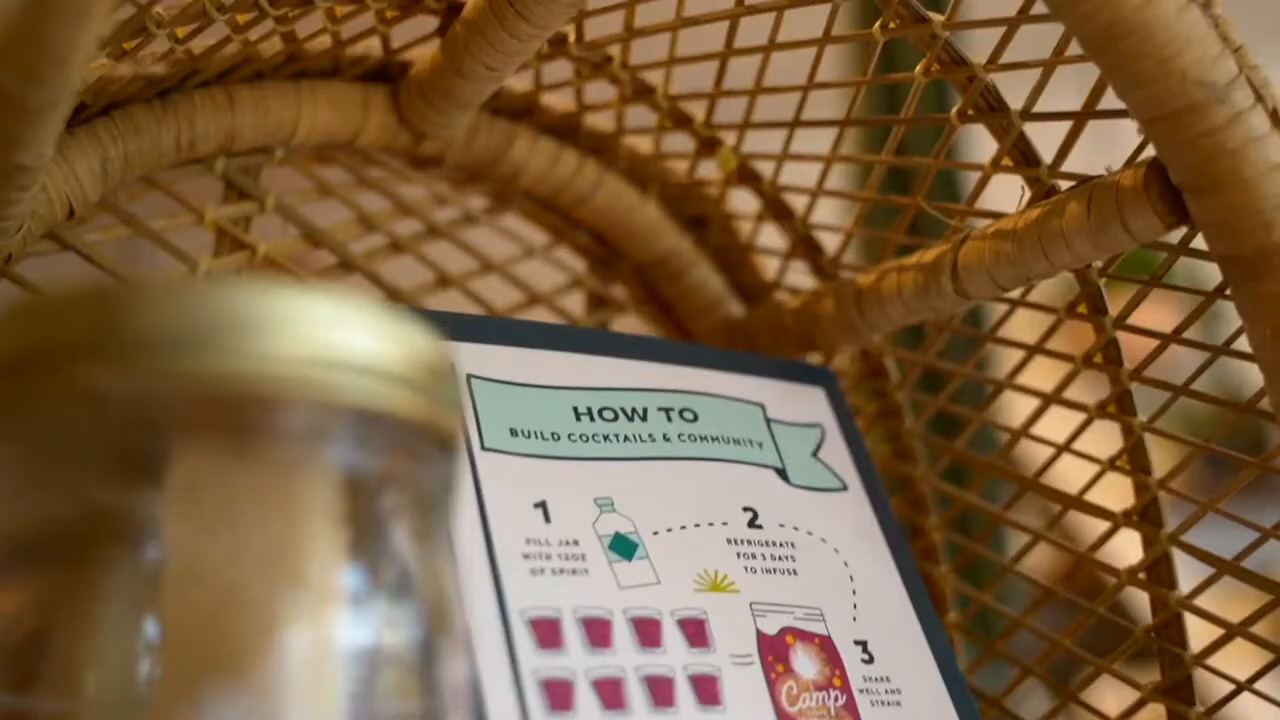 HOW TO
BUILD COCKTAILS & COMMUNITY
1
FILL JAR
WITH 12OZ
OF SPIRIT
2
REFRIGERATE
FOR 3 DAYS
TO INFUSE
3
SHAKE
WELL AND
STRAIN
=
Camp